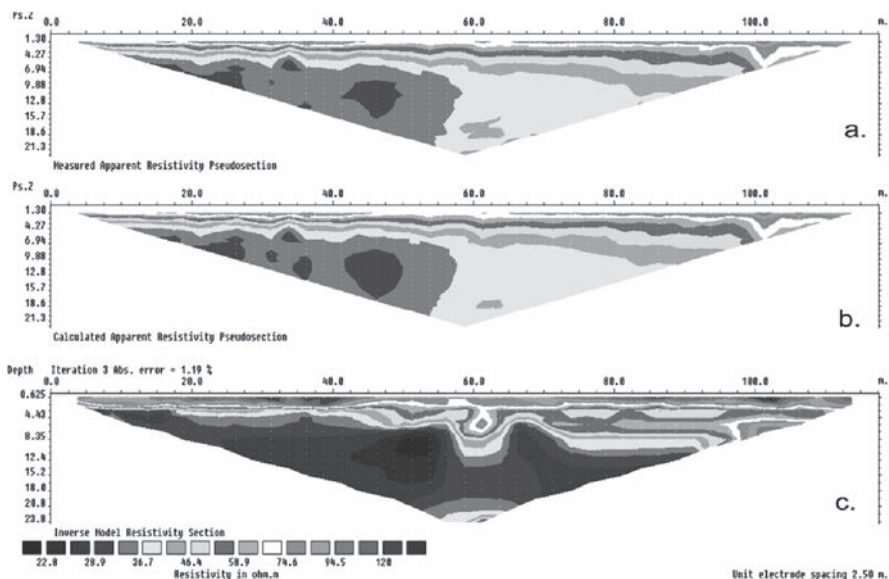 Ps.Z 0.0 20.0 40.0 60.0 80.0 100.0 m.
1.30
4.27
6.94
9.88
12.8
15.7
18.6
21.3
a.
Measured Apparent Resistivity Pseudosection
Ps.Z 0.0 20.0 40.0 60.0 80.0 100.0 m.
1.30
4.27
6.94
9.88
12.8
15.7
18.6
21.3
b.
Calculated Apparent Resistivity Pseudosection
Depth Iteration 3 Abs. error = 1.19 %
0.0 20.0 40.0 60.0 80.0 100.0 m.
0.625
4.43
8.35
12.4
15.2
18.0
20.8
23.8
c.
Inverse Model Resistivity Section
22.8 28.9 36.7 46.4 58.9 74.6 94.5 120
Resistivity in ohm.m
Unit electrode spacing 2.50 m.